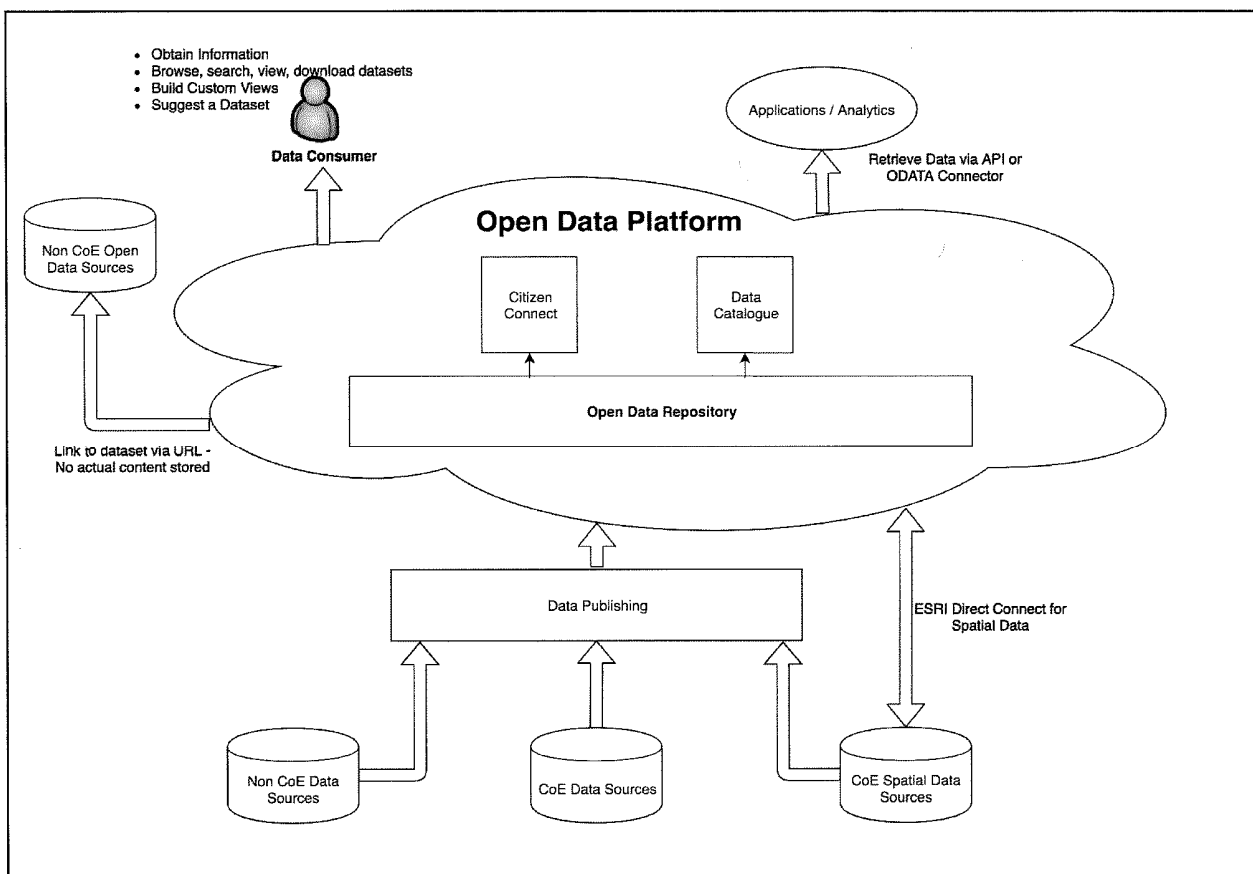 • Obtain Information
• Browse, search, view, download datasets
• Build Custom Views
• Suggest a Dataset
Data Consumer
Applications / Analytics
Retrieve Data via API or
ODATA Connector
Open Data Platform
Non CoE Open
Data Sources
Citizen
Connect
Data
Catalogue
Open Data Repository
Link to dataset via URL -
No actual content stored
Data Publishing
ESRI Direct Connect for
Spatial Data
Non CoE Data
Sources
CoE Data Sources
CoE Spatial Data
Sources